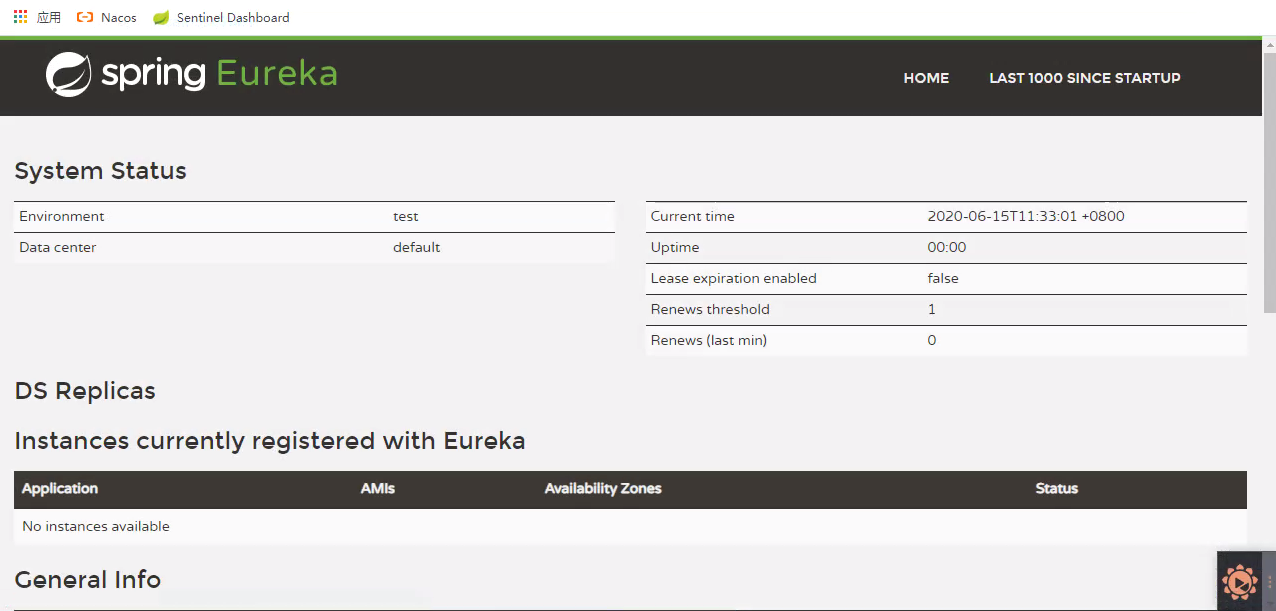 应用 Nacos Sentinel Dashboard
spring Eureka HOME LAST 1000 SINCE STARTUP
System Status
Environment test
Data center default
Current time 2020-06-15T11:33:01 +0800
Uptime 00:00
Lease expiration enabled false
Renews threshold 1
Renews (last min) 0
DS Replicas
Instances currently registered with Eureka
Application AMIs Availability Zones Status
No instances available
General Info